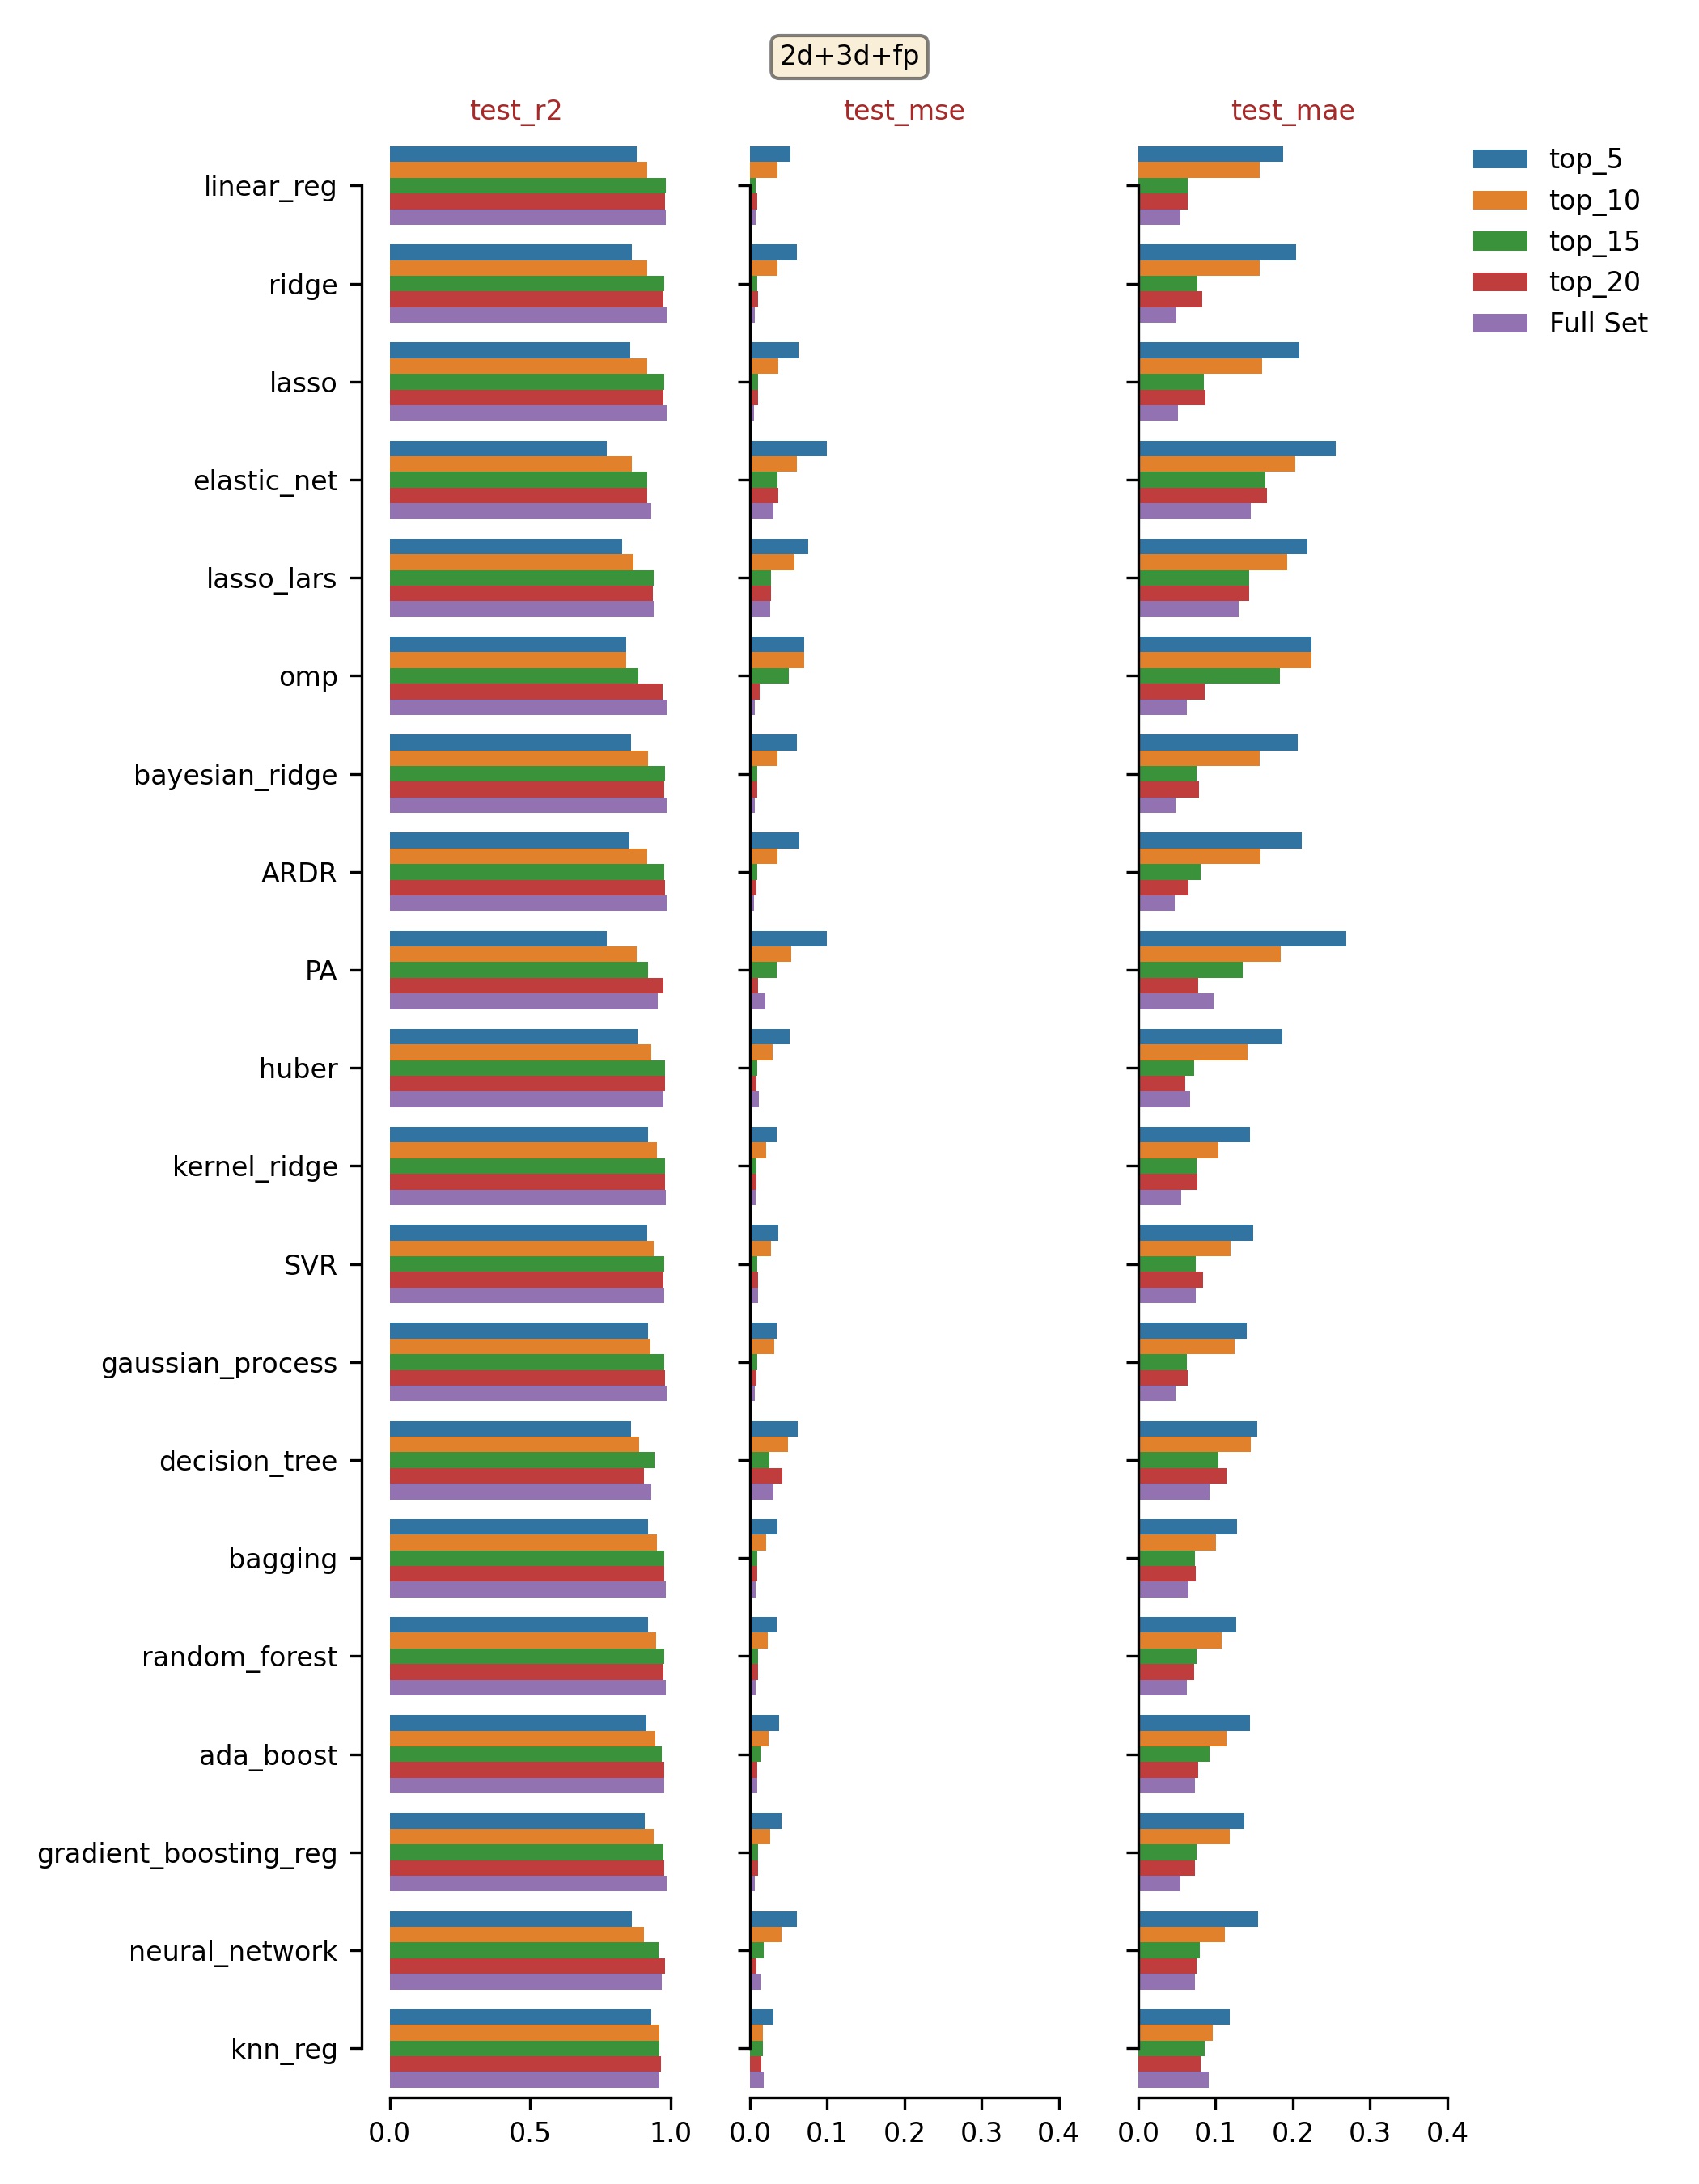 2d+3d+fp
test_r2 test_mse test_mae
top_5
top_10
top_15
top_20
Full Set
linear_reg
ridge
lasso
elastic_net
lasso_lars
omp
bayesian_ridge
ARDR
PA
huber
kernel_ridge
SVR
gaussian_process
decision_tree
bagging
random_forest
ada_boost
gradient_boosting_reg
neural_network
knn_reg
0.0 0.5 1.0 0.0 0.1 0.2 0.3 0.4 0.0 0.1 0.2 0.3 0.4